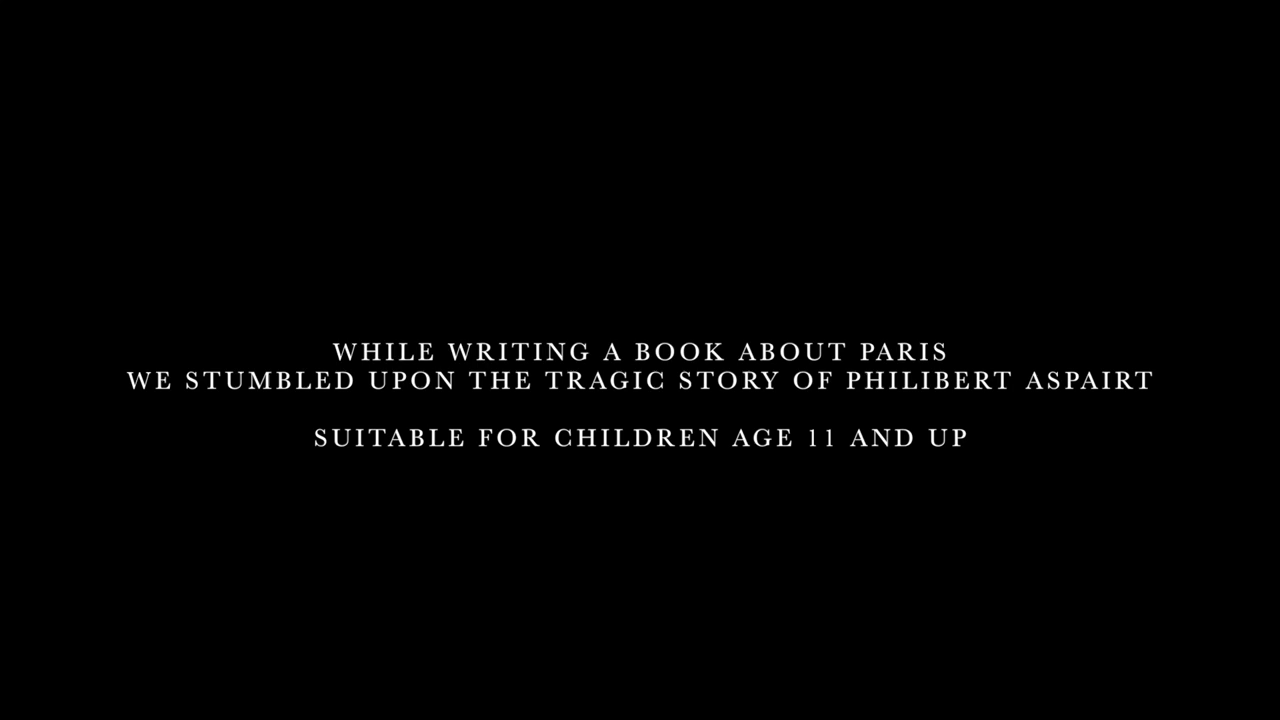 WHILE WRITING A BOOK ABOUT PARIS
WE STUMBLED UPON THE TRAGIC STORY OF PHILIBERT ASPAIRT
SUITABLE FOR CHILDREN AGE 11 AND UP